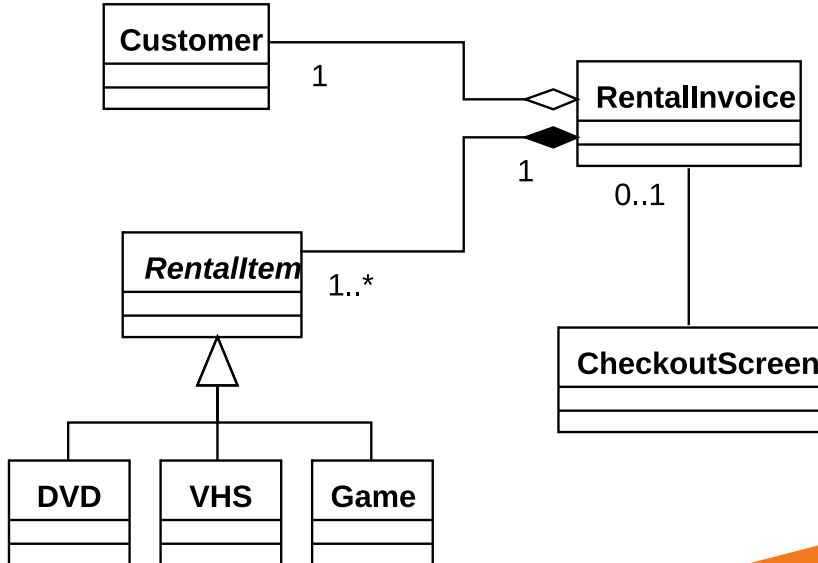 Customer
1
RentalInvoice
1
0..1
RentalItem
1..*
CheckoutScreen
DVD
VHS
Game